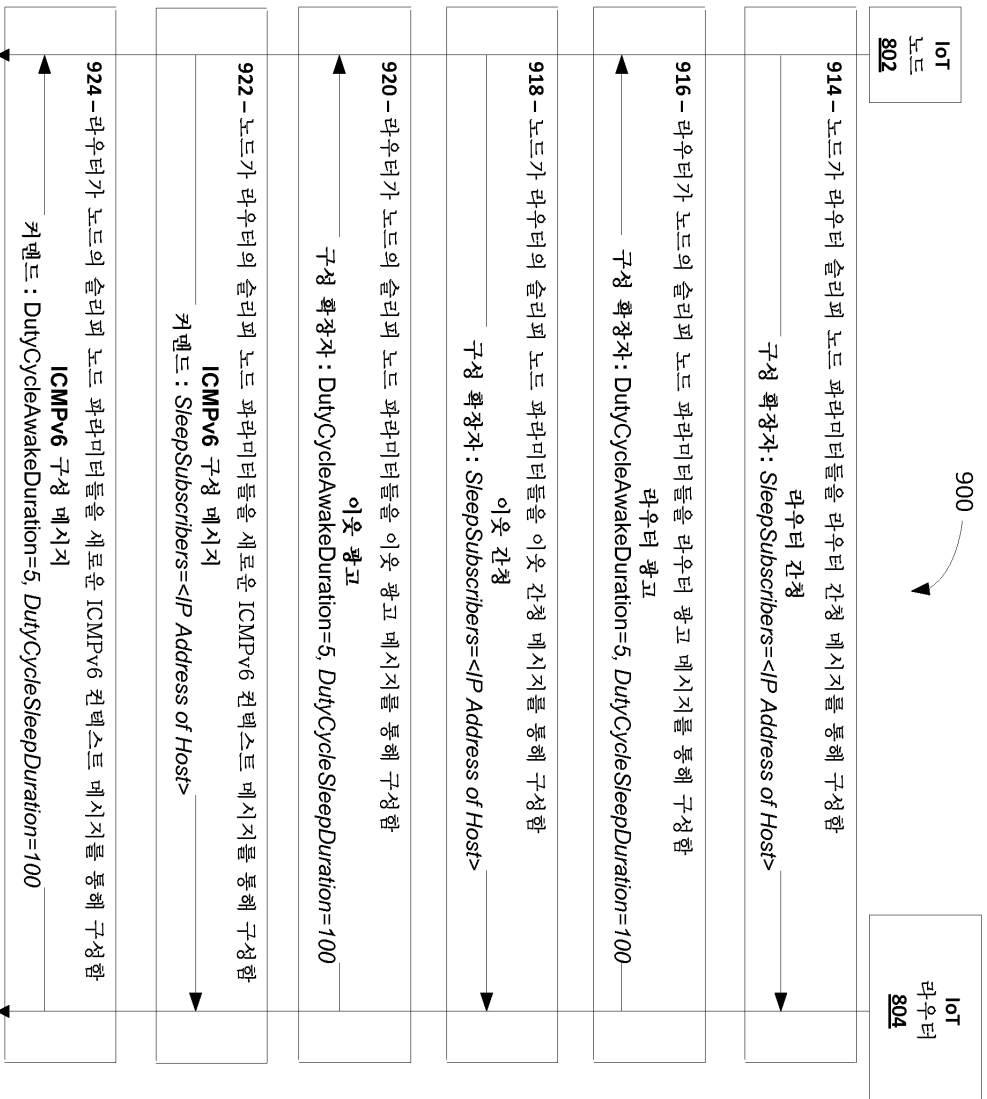 900
IoT
노드
802
IoT
라우터
804
914 – 노드가 라우터 슬리피 노드 파라미터들을 라우터 간청 메시지를 통해 구성함
라우터 간청
구성 확장자 : SleepSubscribers=<IP Address of Host>
916 – 라우터가 노드의 슬리피 노드 파라미터들을 라우터 광고 메시지를 통해 구성함
라우터 광고
구성 확장자 : DutyCycleAwakeDuration=5, DutyCycleSleepDuration=100
918 – 노드가 라우터의 슬리피 노드 파라미터들을 이웃 간청 메시지를 통해 구성함
이웃 간청
구성 확장자 : SleepSubscribers=<IP Address of Host>
920 – 라우터가 노드의 슬리피 노드 파라미터들을 이웃 광고 메시지를 통해 구성함
이웃 광고
구성 확장자 : DutyCycleAwakeDuration=5, DutyCycleSleepDuration=100
922 – 노드가 라우터의 슬리피 노드 파라미터들을 새로운 ICMPv6 컨텍스트 메시지를 통해 구성함
ICMPv6 구성 메시지
커맨드 : SleepSubscribers=<IP Address of Host>
924 – 라우터가 노드의 슬리피 노드 파라미터들을 새로운 ICMPv6 컨텍스트 메시지를 통해 구성함
ICMPv6 구성 메시지
커맨드 : DutyCycleAwakeDuration=5, DutyCycleSleepDuration=100